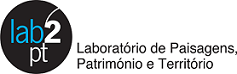 lab2
pt
Laboratório de Paisagens,
Património e Território